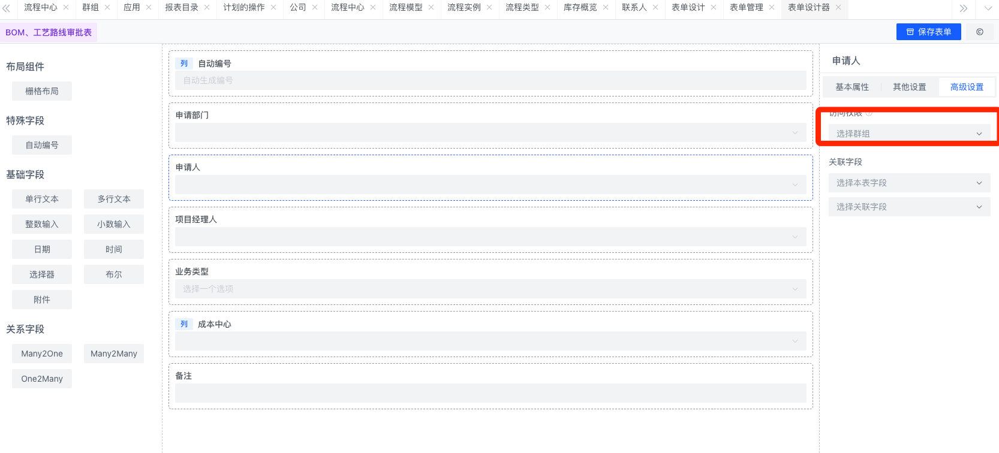 流程中心 群组 应用 报表目录 计划的操作 公司 流程中心 流程模型 流程实例 流程类型 库存概览 联系人 表单设计 表单管理 表单设计器
BOM、工艺路线审批表
保存表单
布局组件
栅格布局
特殊字段
自动编号
基础字段
单行文本 多行文本
整数输入 小数输入
日期 时间
选择器 布尔
附件
关系字段
Many2One Many2Many
One2Many
列 自动编号
自动生成编号
申请部门
申请人
项目经理人
业务类型
选择一个选项
列 成本中心
备注
申请人
基本属性 其他设置 高级设置
访问权限
选择群组
关联字段
选择本表字段
选择关联字段